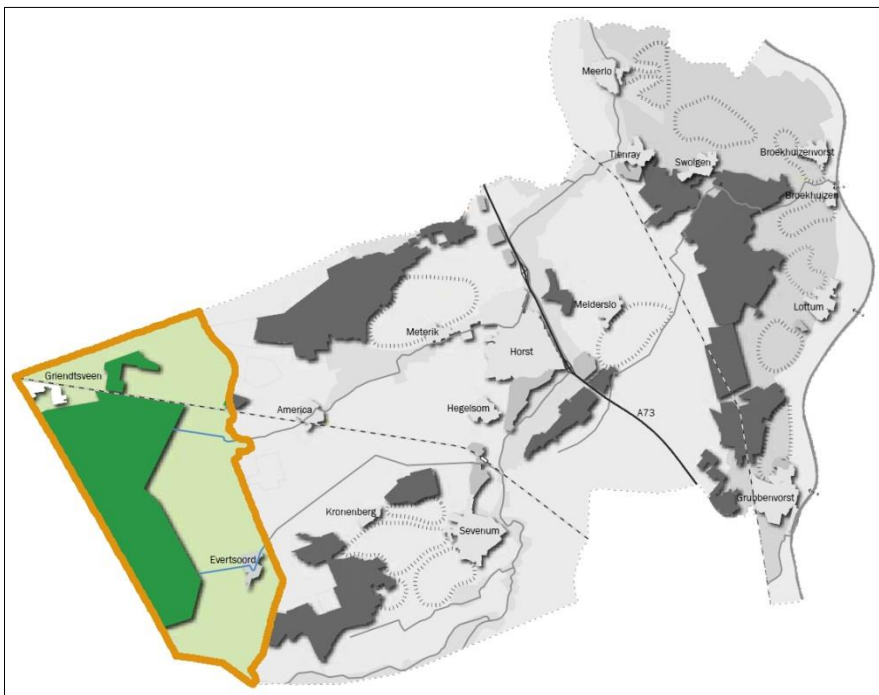 Meerlo
Tienray
Swolgen
Broekhuizenvorst
Broekhuizen
Lottum
Melderslo
Meterik
Horst
Griendtsveen
America
Hegelsom
A73
Grubbenvorst
Kronenberg
Sevenum
Evertsoord